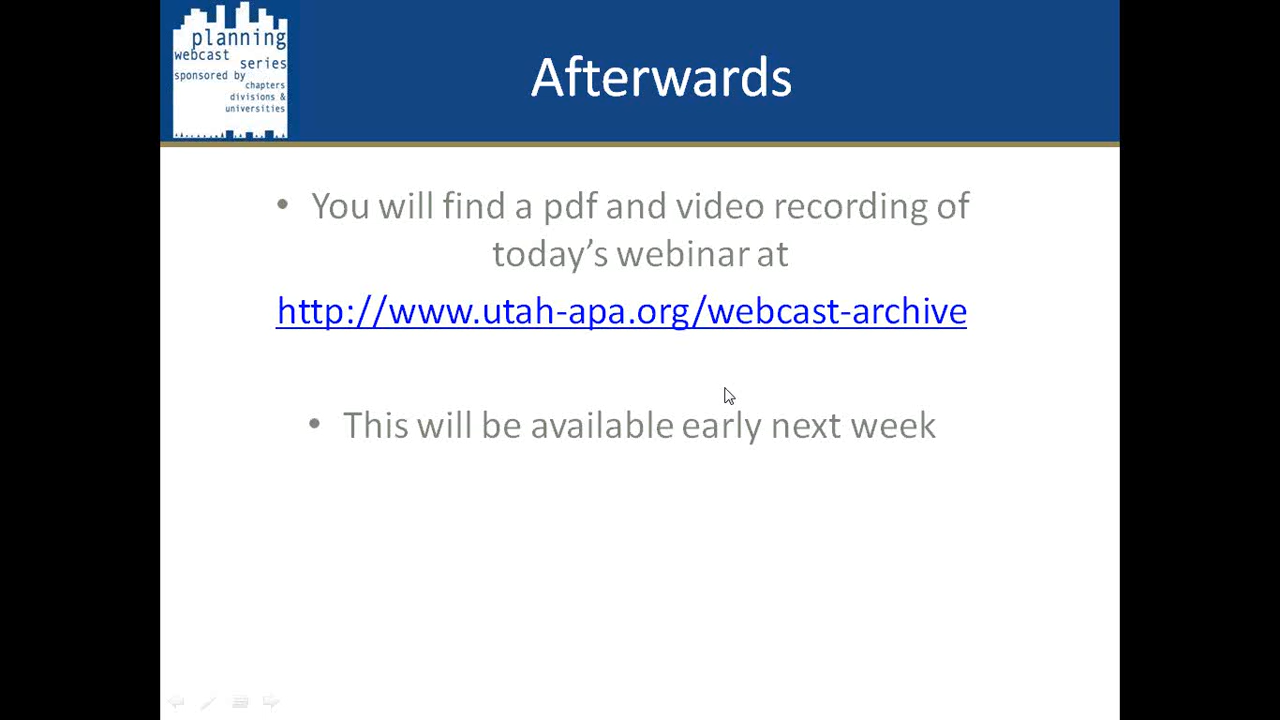 planning
webcast
series
sponsored by
chapters
divisions &
universities
Afterwards
• You will find a pdf and video recording of
today's webinar at
http://www.utah-apa.org/webcast-archive
• This will be available early next week